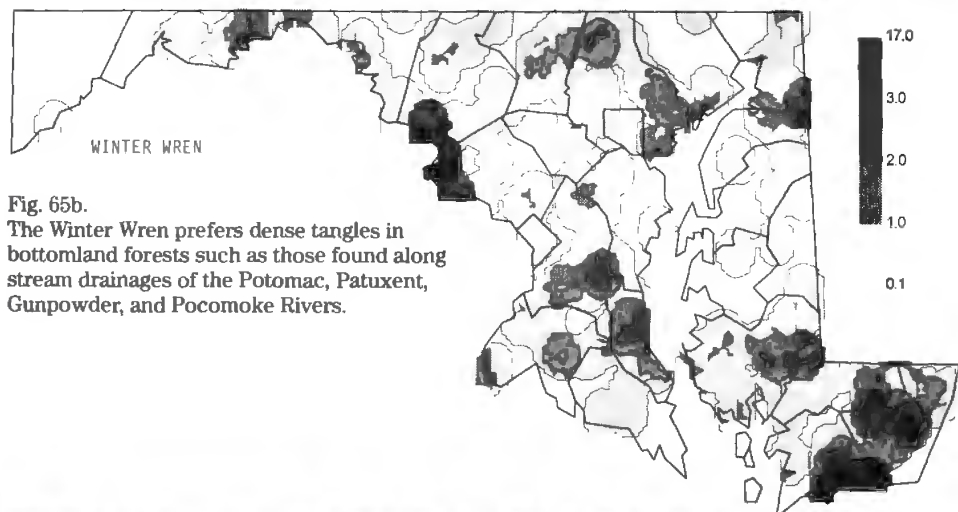 WINTER WREN
Fig. 65b.
The Winter Wren prefers dense tangles in
bottomland forests such as those found along
stream drainages of the Potomac, Patuxent,
Gunpowder, and Pocomoke Rivers.
17.0
3.0
2.0
1.0
0.1